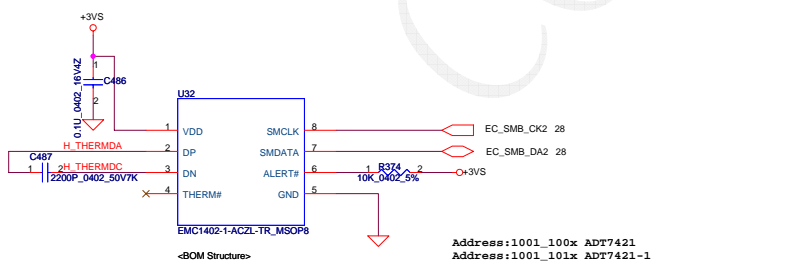 +3VS
1
C486
2
0.1U_0402_16V4Z
U32
1 VDD SMCLK 8 EC_SMB_CK2 28
H_THERMDA 2 DP SMDATA 7 EC_SMB_DA2 28
C487
1 2 H_THERMDC 3 DN ALERT# 6 1 R374 2 +3VS
2200P_0402_50V7K 10K_0402_5%
4 THERM# GND 5
EMC1402-1-ACZL-TR_MSOP8
<BOM Structure>
Address:1001_100x ADT7421
Address:1001_101x ADT7421-1